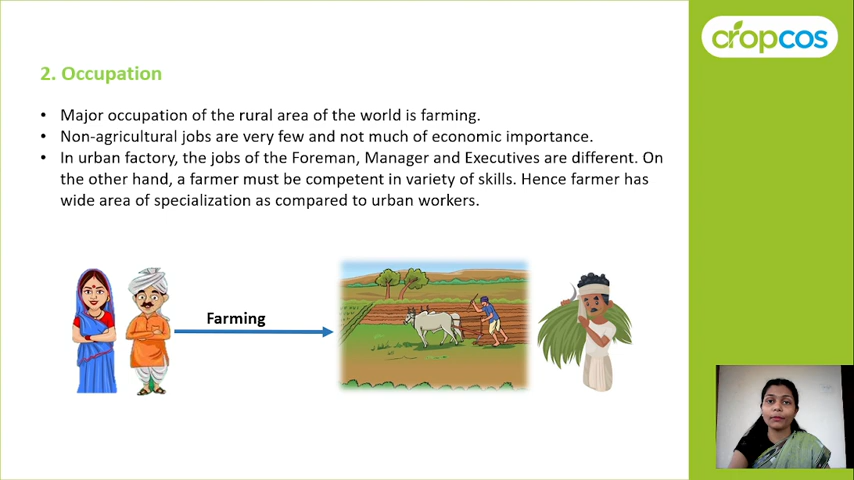 cropcos
2. Occupation
• Major occupation of the rural area of the world is farming.
• Non-agricultural jobs are very few and not much of economic importance.
• In urban factory, the jobs of the Foreman, Manager and Executives are different. On
the other hand, a farmer must be competent in variety of skills. Hence farmer has
wide area of specialization as compared to urban workers.
Farming